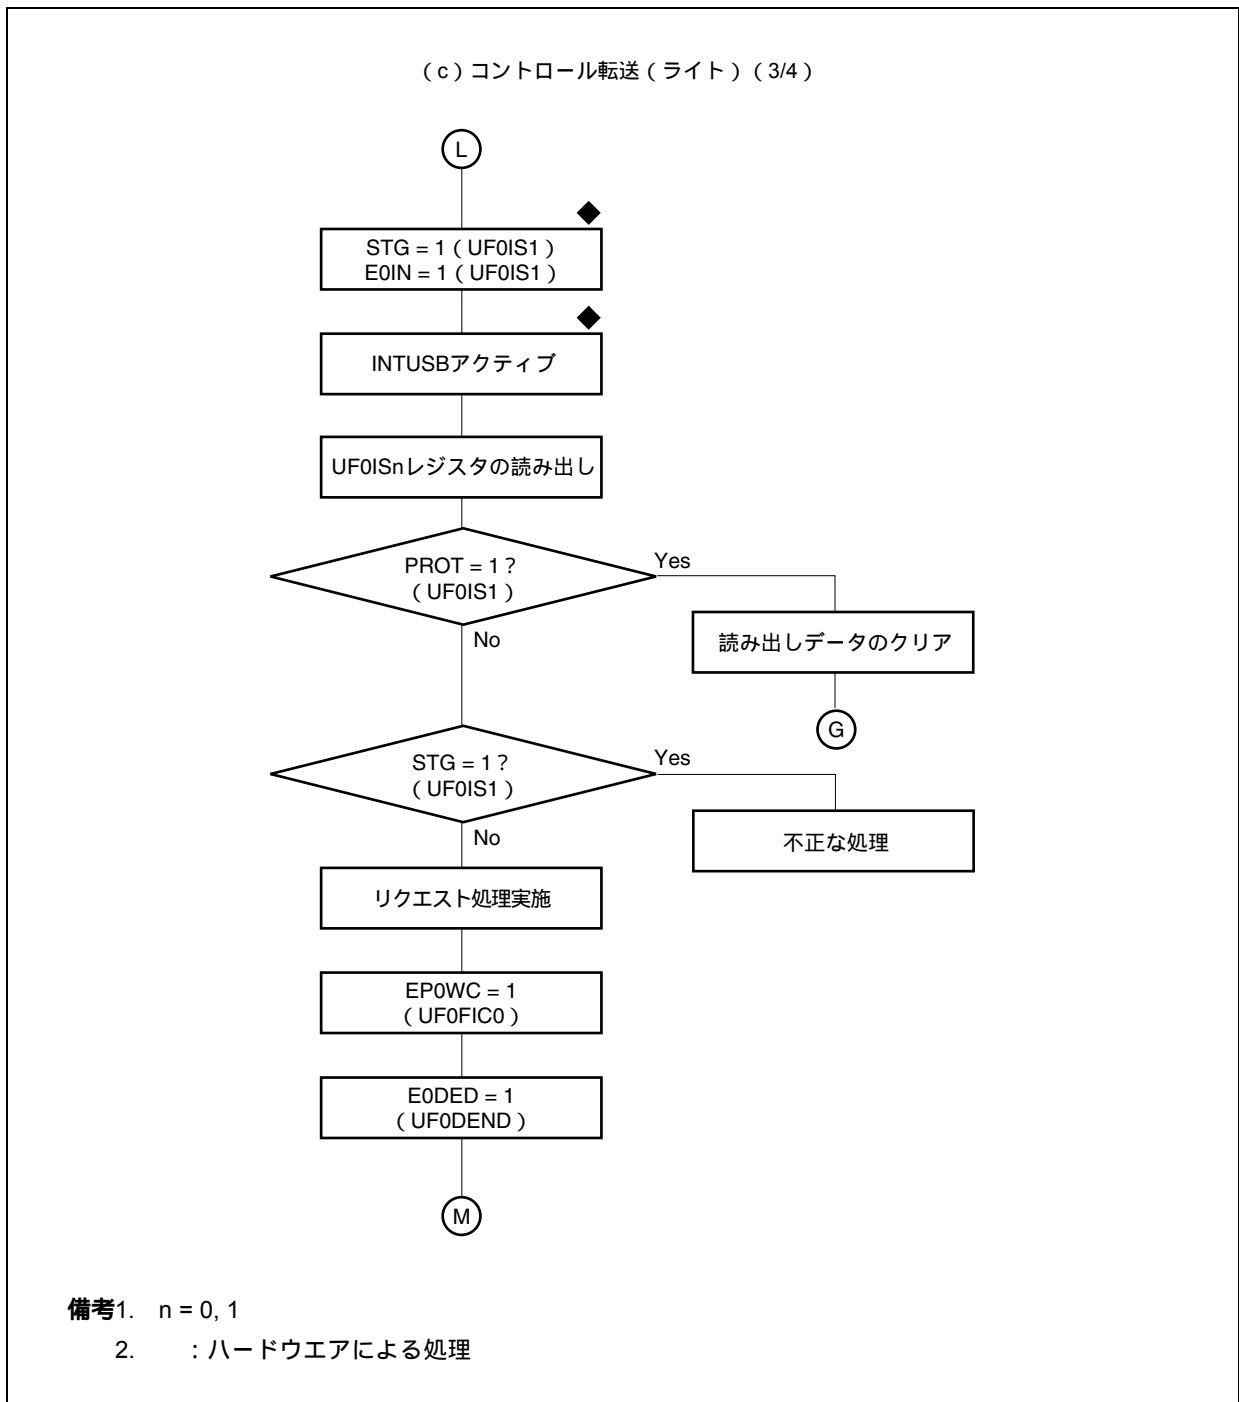 （c）コントロール転送（ライト）（3/4）
L
STG = 1（UF0IS1）
E0IN = 1（UF0IS1）
INTUSBアクティブ
UF0ISnレジスタの読み出し
PROT = 1？
（UF0IS1）
Yes
No
読み出しデータのクリア
G
STG = 1？
（UF0IS1）
Yes
No
不正な処理
リクエスト処理実施
EP0WC = 1
（UF0FIC0）
E0DED = 1
（UF0DEND）
M
備考1. n = 0, 1
2. ：ハードウエアによる処理